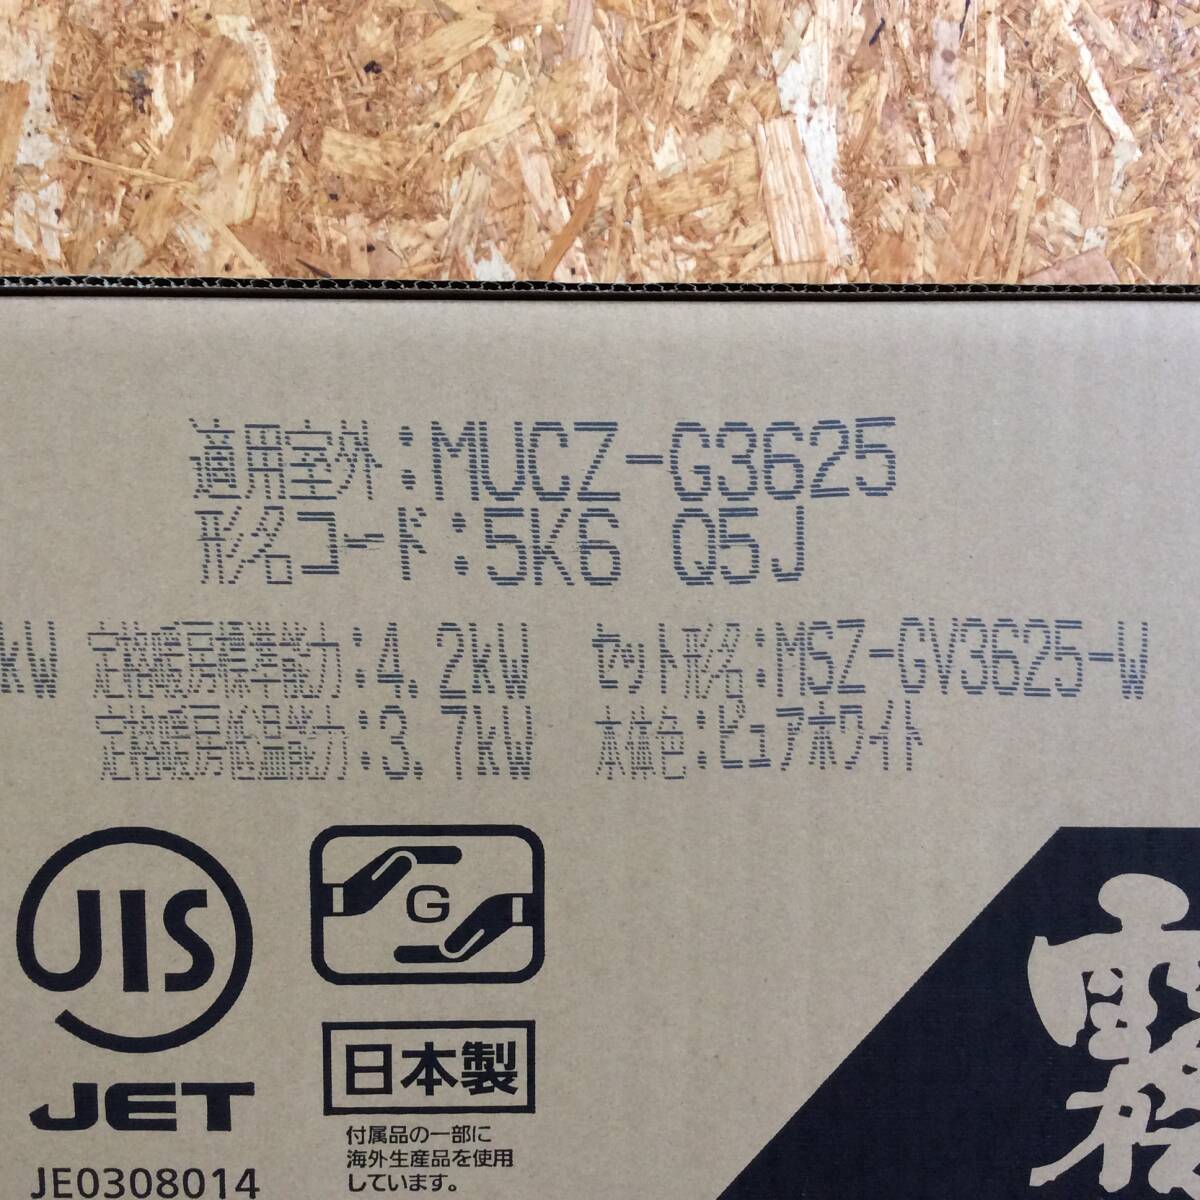 適用室外:MUCZ-G3625
形名コード:5K6 Q5J
kW 定格暖房標準能力:4.2kW セット形名:MSZ-GV3625-W
定格暖房低温能力:3.7kW 本体色:ピュアホワイト
JIS
G
JET
日本製
JE0308014
付属品の一部に
海外生産品を使用
しています。
霧